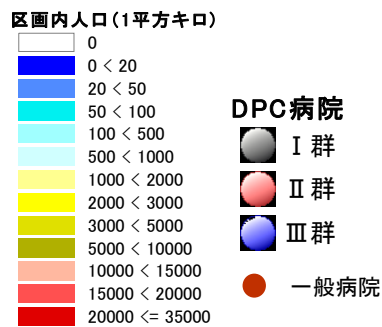 区画内人口(1平方キロ)
0
0 < 20
20 < 50
50 < 100
100 < 500
500 < 1000
1000 < 2000
2000 < 3000
3000 < 5000
5000 < 10000
10000 < 15000
15000 < 20000
20000 <= 35000
DPC病院
Ⅰ群
Ⅱ群
Ⅲ群
一般病院